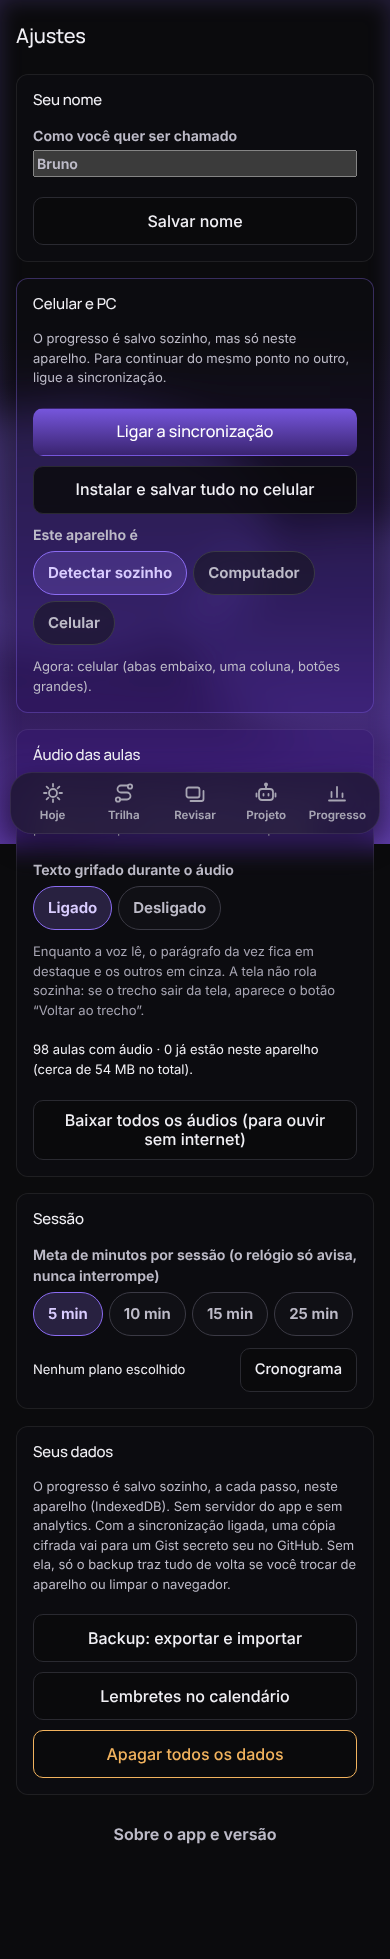 Ajustes
Seu nome
Como você quer ser chamado
Bruno
Salvar nome
Celular e PC
O progresso é salvo sozinho, mas só neste
aparelho. Para continuar do mesmo ponto no outro,
ligue a sincronização.
Ligar a sincronização
Instalar e salvar tudo no celular
Este aparelho é
Detectar sozinho
Computador
Celular
Agora: celular (abas embaixo, uma coluna, botões
grandes).
Áudio das aulas
Hoje
Trilha
Revisar
Projeto
Progresso
Texto grifado durante o áudio
Ligado
Desligado
Enquanto a voz lê, o parágrafo da vez fica em
destaque e os outros em cinza. A tela não rola
sozinha: se o trecho sair da tela, aparece o botão
“Voltar ao trecho”.
98 aulas com áudio · 0 já estão neste aparelho
(cerca de 54 MB no total).
Baixar todos os áudios (para ouvir
sem internet)
Sessão
Meta de minutos por sessão (o relógio só avisa,
nunca interrompe)
5 min
10 min
15 min
25 min
Nenhum plano escolhido
Cronograma
Seus dados
O progresso é salvo sozinho, a cada passo, neste
aparelho (IndexedDB). Sem servidor do app e sem
analytics. Com a sincronização ligada, uma cópia
cifrada vai para um Gist secreto seu no GitHub. Sem
ela, só o backup traz tudo de volta se você trocar de
aparelho ou limpar o navegador.
Backup: exportar e importar
Lembretes no calendário
Apagar todos os dados
Sobre o app e versão